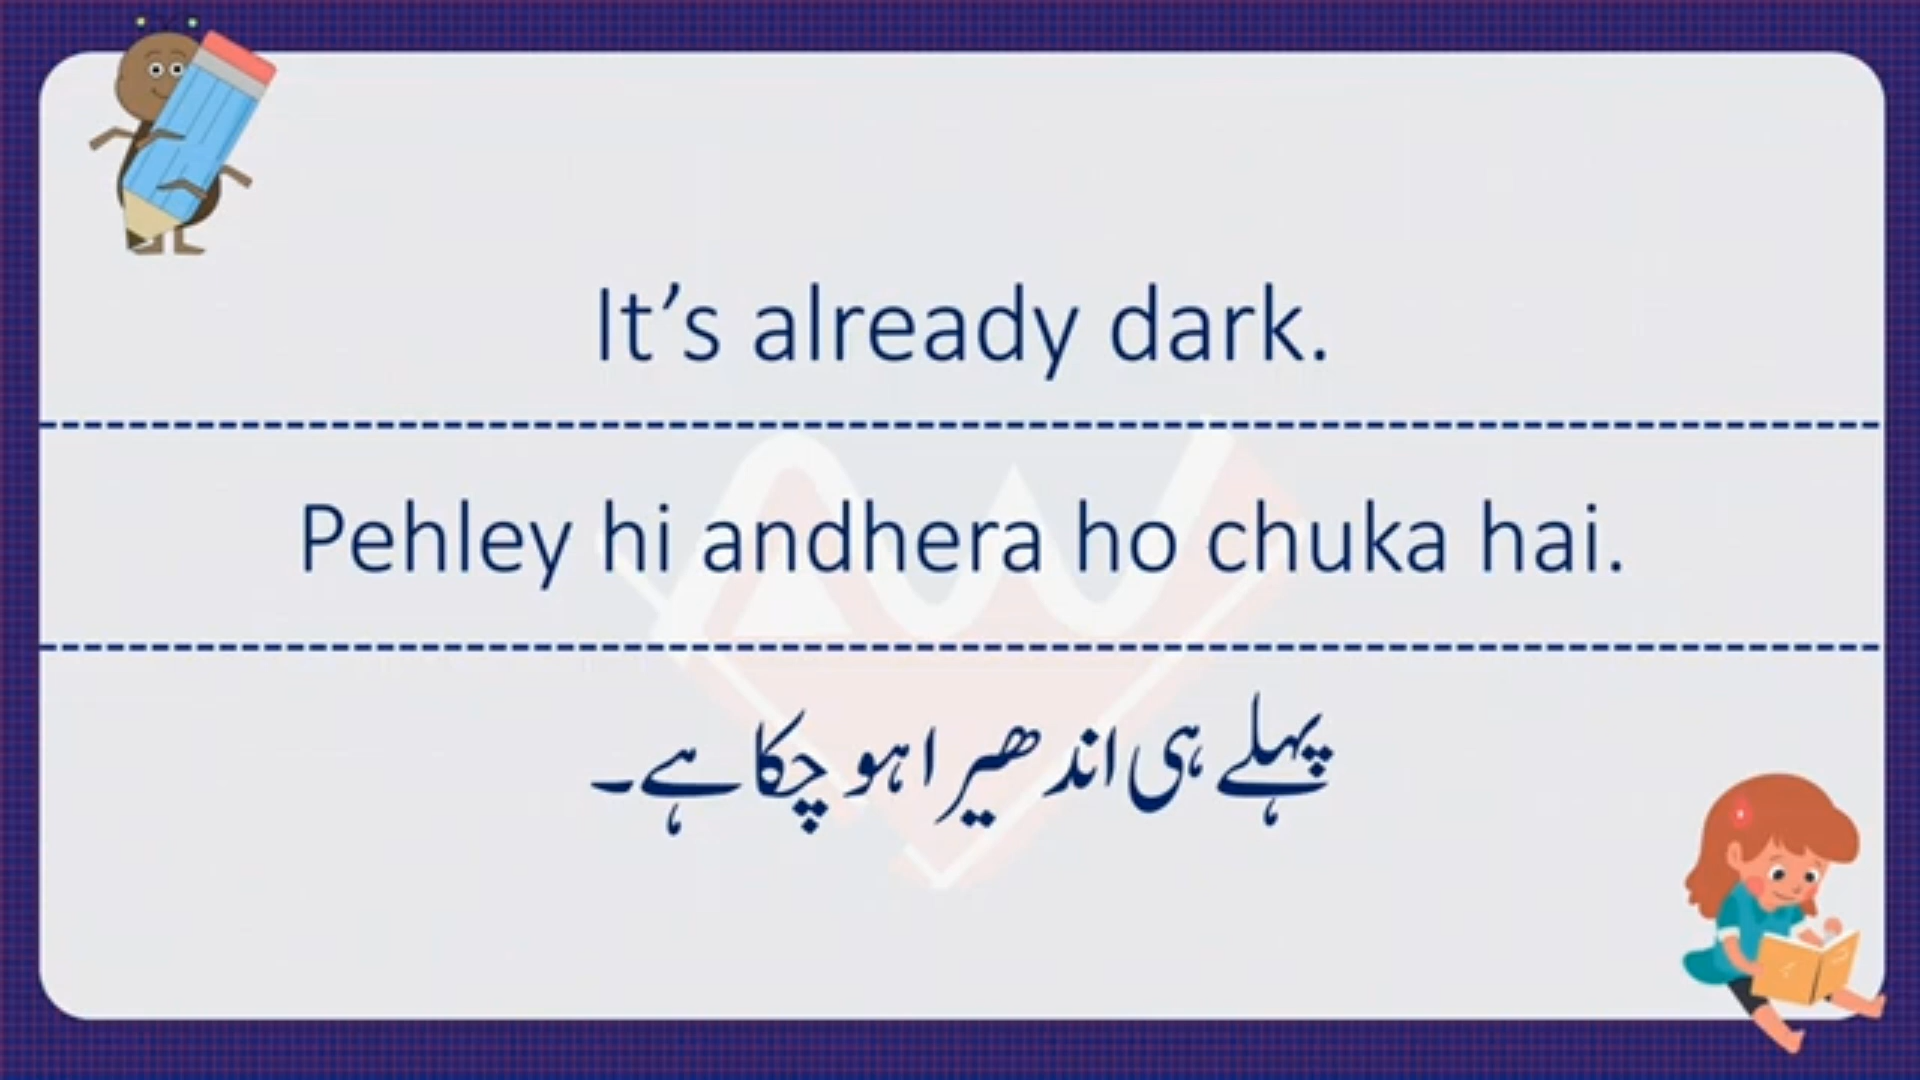 It’s already dark.
Pehley hi andhera ho chuka hai.
پہلے ہی اندھیرا ہو چکا ہے۔